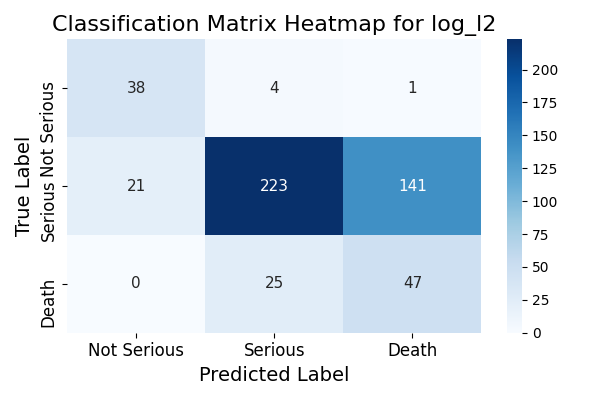 Classification Matrix Heatmap for log_l2
True Label
Not Serious
38 4 1
Serious
21 223 141
Death
0 25 47
Not Serious Serious Death
Predicted Label
200
175
150
125
100
75
50
25
0